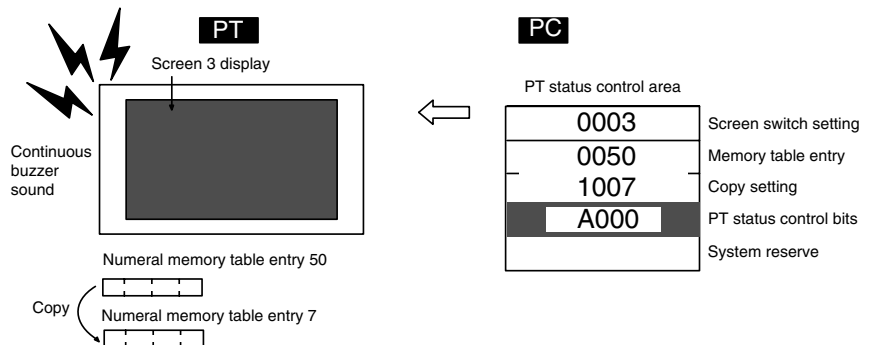 PT
Screen 3 display
Continuous
buzzer
sound
Numeral memory table entry 50
Copy
Numeral memory table entry 7
PC
PT status control area
0003 Screen switch setting
0050 Memory table entry
1007 Copy setting
A000 PT status control bits
System reserve